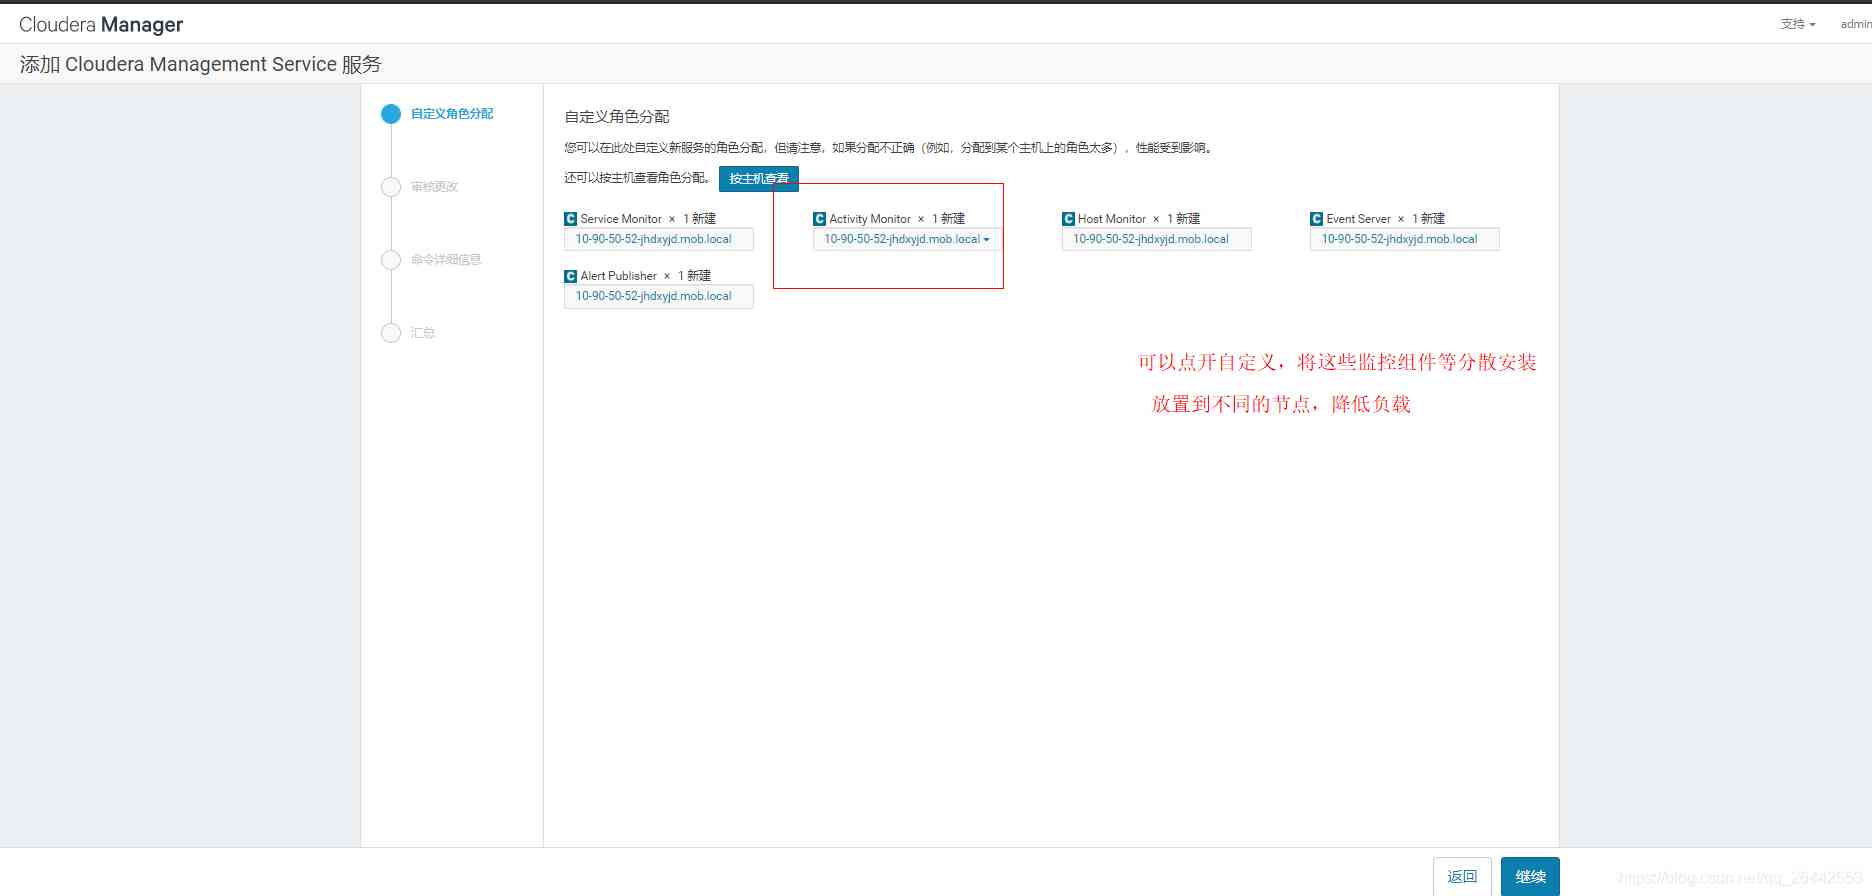 Cloudera Manager
支持
admin
添加 Cloudera Management Service 服务
自定义角色分配
审核更改
命令详细信息
汇总
自定义角色分配
您可以在此处自定义新服务的角色分配，但请注意，如果分配不正确（例如，分配到某个主机上的角色太多），性能受到影响。
还可以按主机查看角色分配。 按主机查看
C Service Monitor × 1 新建
10-90-50-52-jhdxyjd.mob.local
C Activity Monitor × 1 新建
10-90-50-52-jhdxyjd.mob.local
C Host Monitor × 1 新建
10-90-50-52-jhdxyjd.mob.local
C Event Server × 1 新建
10-90-50-52-jhdxyjd.mob.local
C Alert Publisher × 1 新建
10-90-50-52-jhdxyjd.mob.local
可以点开自定义，将这些监控组件等分散安装
放置到不同的节点，降低负载
返回
继续